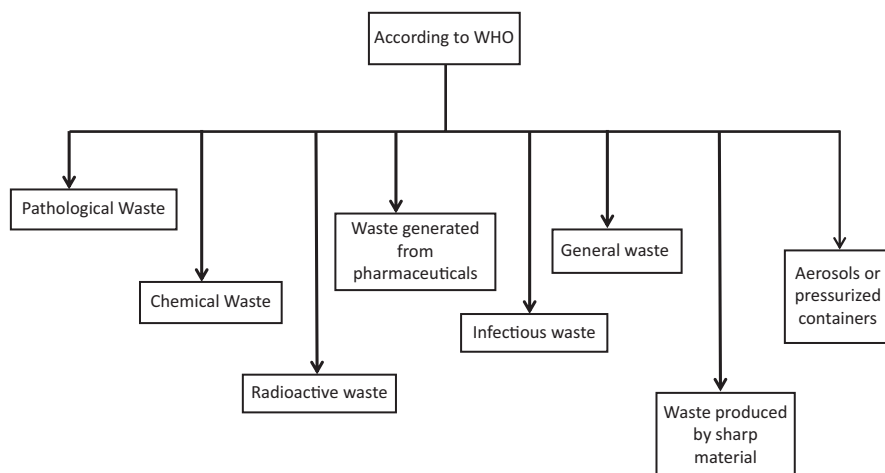 According to WHO
Pathological Waste
Chemical Waste
Radioactive waste
Waste generated
from
pharmaceuticals
Infectious waste
General waste
Waste produced
by sharp
material
Aerosols or
pressurized
containers